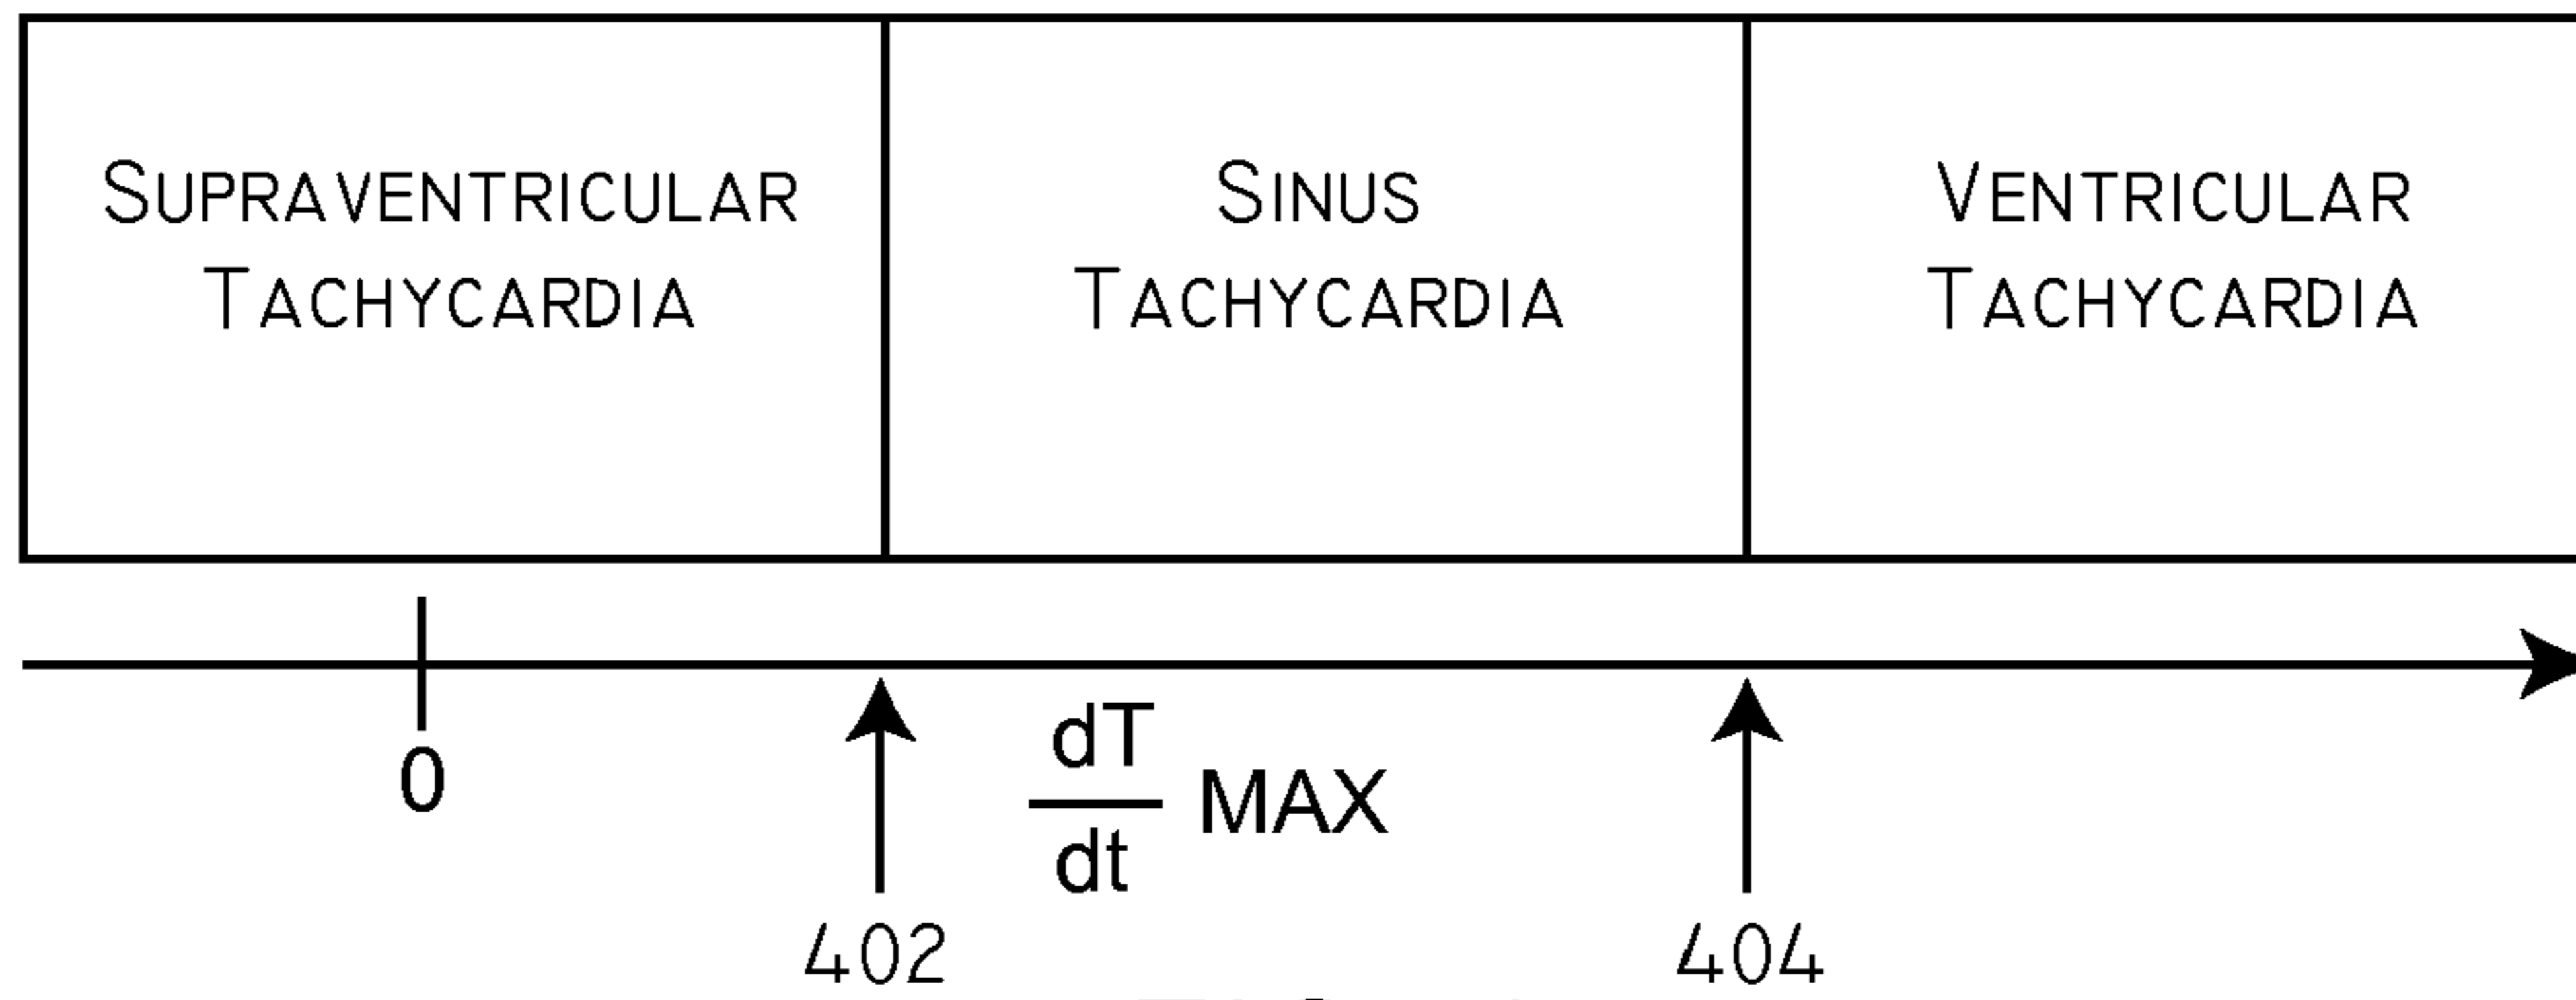 SUPRAVENTRICULAR
TACHYCARDIA
SINUS
TACHYCARDIA
VENTRICULAR
TACHYCARDIA
0
dT
dt
MAX
402
404